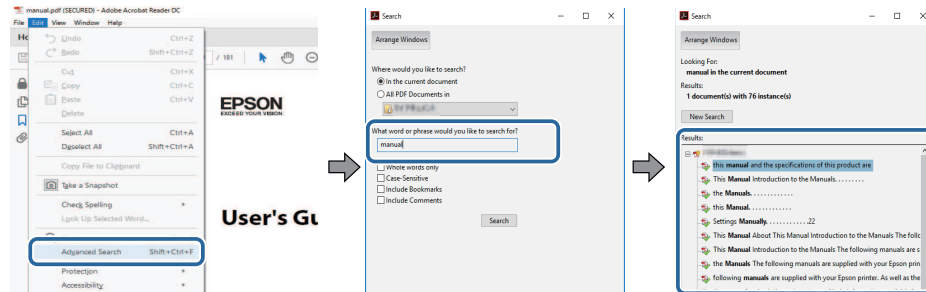 manual.pdf (SECURED) - Adobe Acrobat Reader DC
File Edit View Window Help
Undo Ctrl+Z
Redo Shift+Ctrl+Z
Cut Ctrl+X
Copy Ctrl+C
Paste Ctrl+V
Delete
Select All Ctrl+A
Deselect All Shift+Ctrl+A
Copy File to Clipboard
Take a Snapshot
Check Spelling
Look Up Selected Word...
Advanced Search Shift+Ctrl+F
Protection
Accessibility
/ 191
EPSON
EXCEED YOUR VISION
User's Gu
Search
Arrange Windows
Where would you like to search?
In the current document
All PDF Documents in
What word or phrase would you like to search for?
manual
Whole words only
Case-Sensitive
Include Bookmarks
Include Comments
Search
Search
Arrange Windows
Looking For:
manual in the current document
Results:
1 document(s) with 76 instance(s)
New Search
Results:
this manual and the specifications of this product are
This Manual Introduction to the Manuals. . . . . . . . .
the Manuals. . . . . . . . . . . . .
this Manual. . . . . . . . . . . . .
Settings Manually. . . . . . . . . . . . .22
This Manual About This Manual Introduction to the Manuals The follc
This Manual Introduction to the Manuals The following manuals are s
the Manuals The following manuals are supplied with your Epson prin
following manuals are supplied with your Epson printer. As well as the